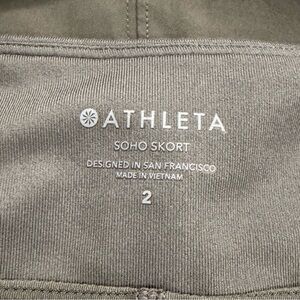 ATHLETA
SOHO SKORT
DESIGNED IN SAN FRANCISCO
MADE IN VIETNAM
2